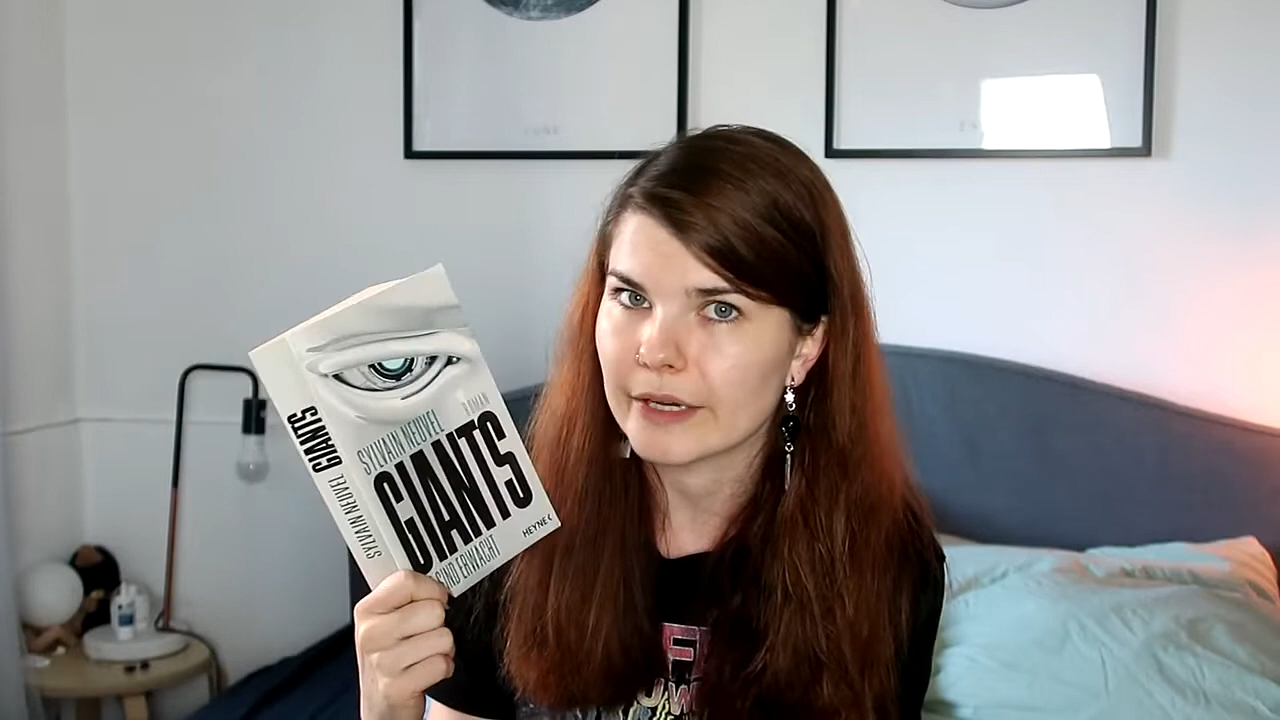 SYLVAIN NEUVEL GIANTS
ROMAN
SYLVAIN NEUVEL
GIANTS
SIND ERWACHT
HEYNE <